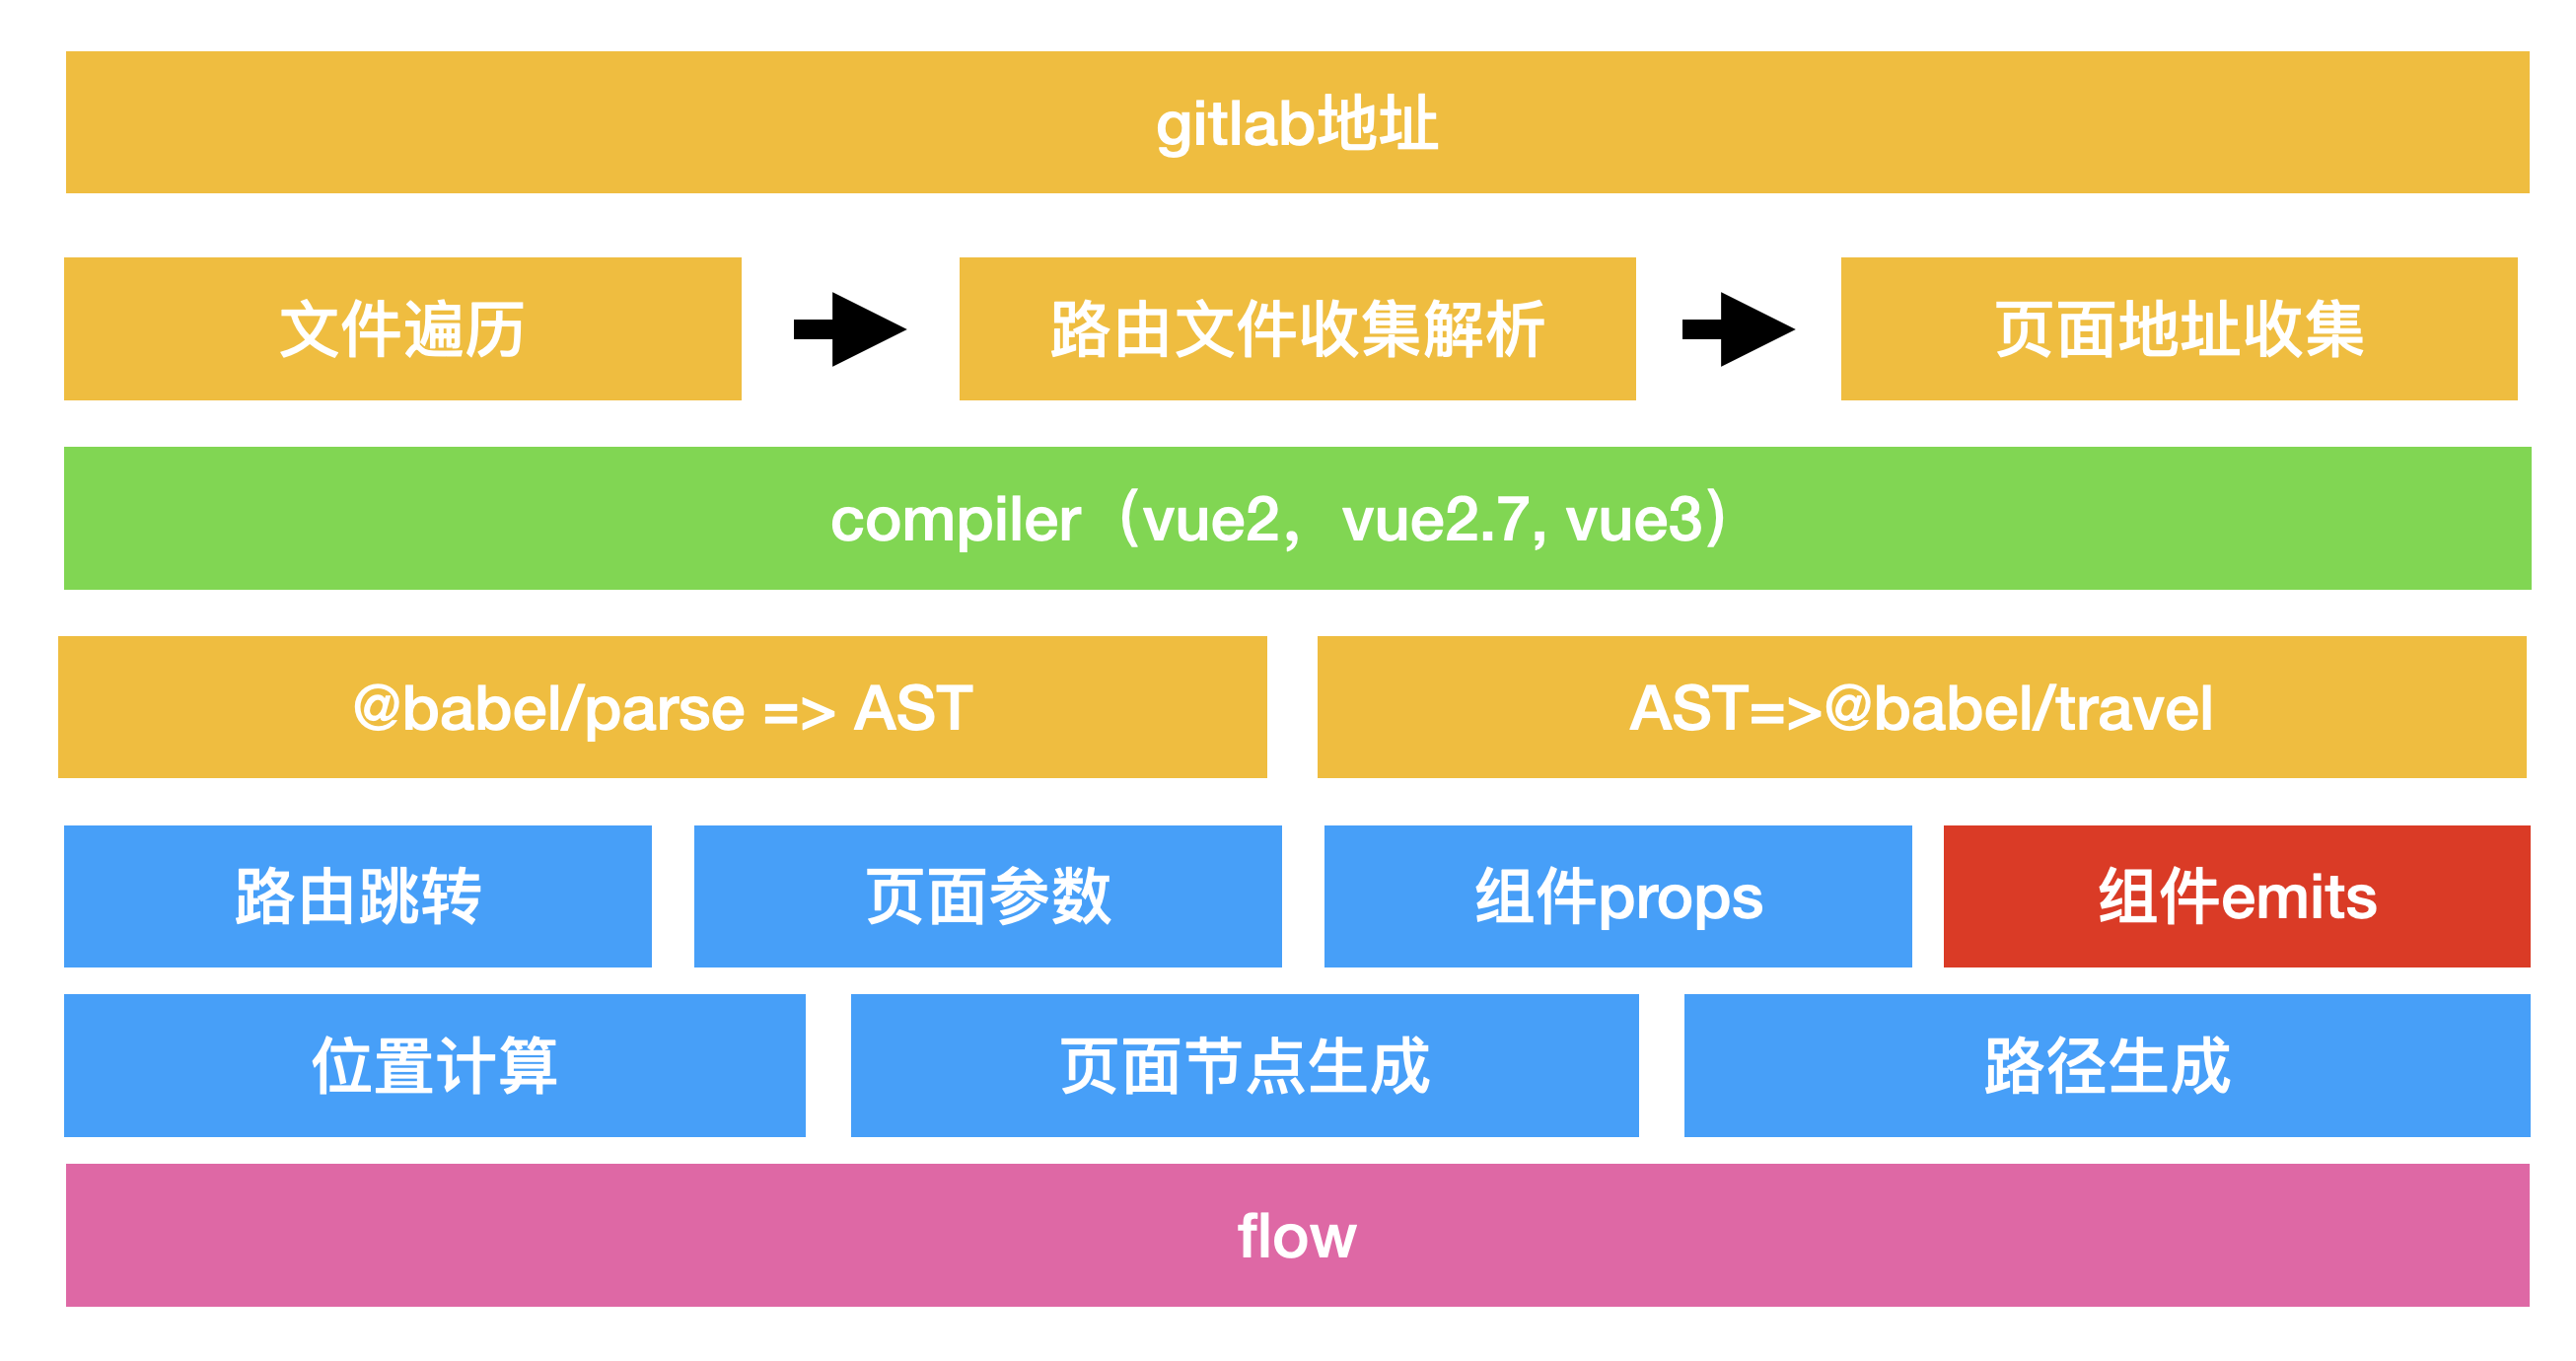 gitlab地址
文件遍历
路由文件收集解析
页面地址收集
compiler（vue2，vue2.7, vue3）
@babel/parse => AST
AST=>@babel/travel
路由跳转
页面参数
组件props
组件emits
位置计算
页面节点生成
路径生成
flow